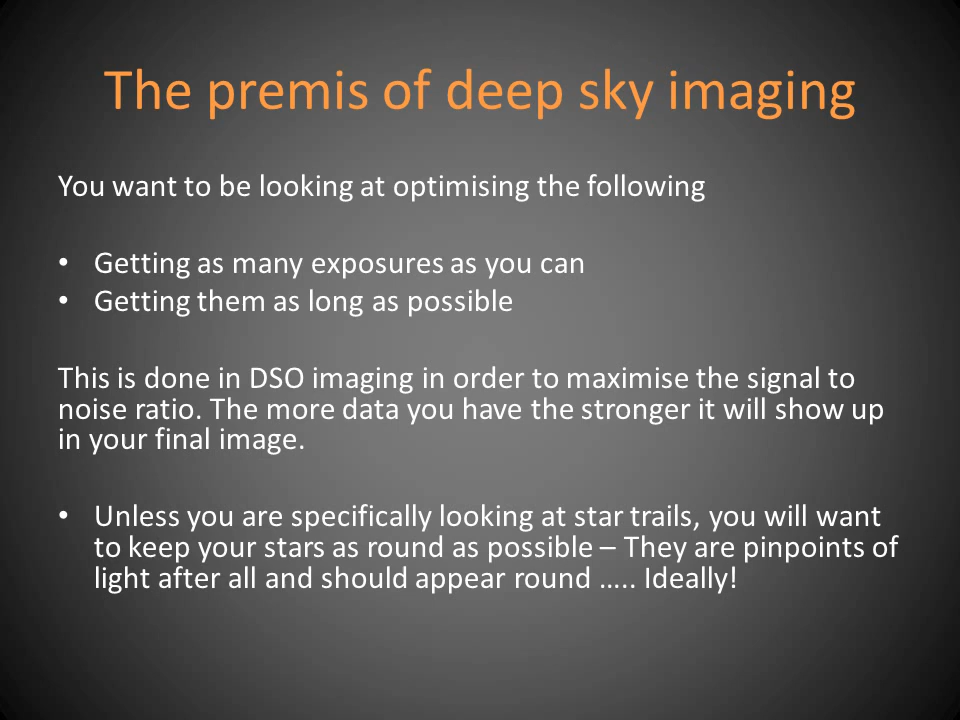 The premis of deep sky imaging
You want to be looking at optimising the following
• Getting as many exposures as you can
• Getting them as long as possible
This is done in DSO imaging in order to maximise the signal to
noise ratio. The more data you have the stronger it will show up
in your final image.
• Unless you are specifically looking at star trails, you will want
to keep your stars as round as possible – They are pinpoints of
light after all and should appear round ….. Ideally!